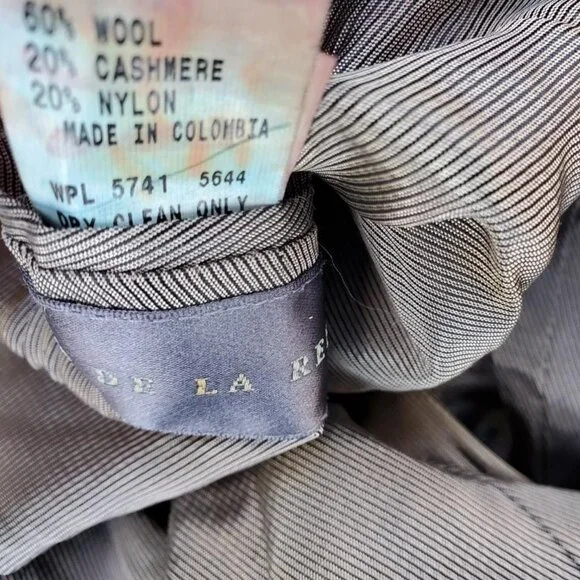 60% WOOL
20% CASHMERE
20% NYLON
MADE IN COLOMBIA
WPL 5741 5644
DRY CLEAN ONLY
DE LA RE